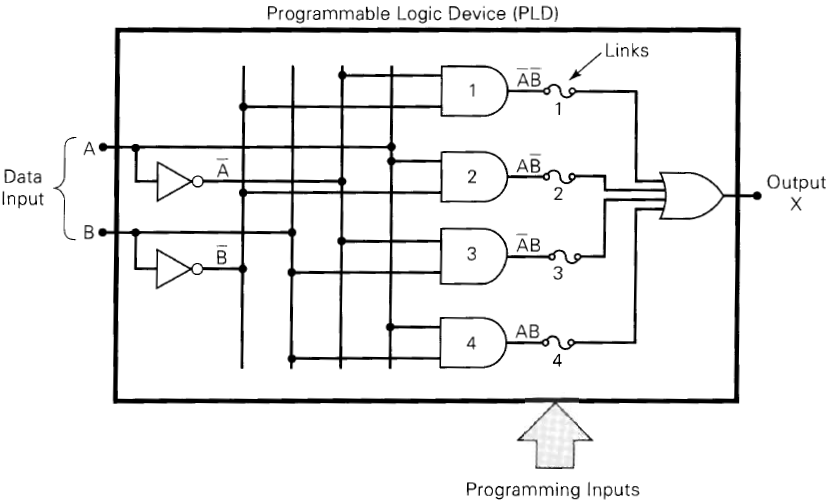 Programmable Logic Device (PLD)
Links
1
A̅B̅
1
A
A̅
2
AB̅
2
Data
Input
Output
X
B
B̅
3
A̅B
3
4
AB
4
Programming Inputs